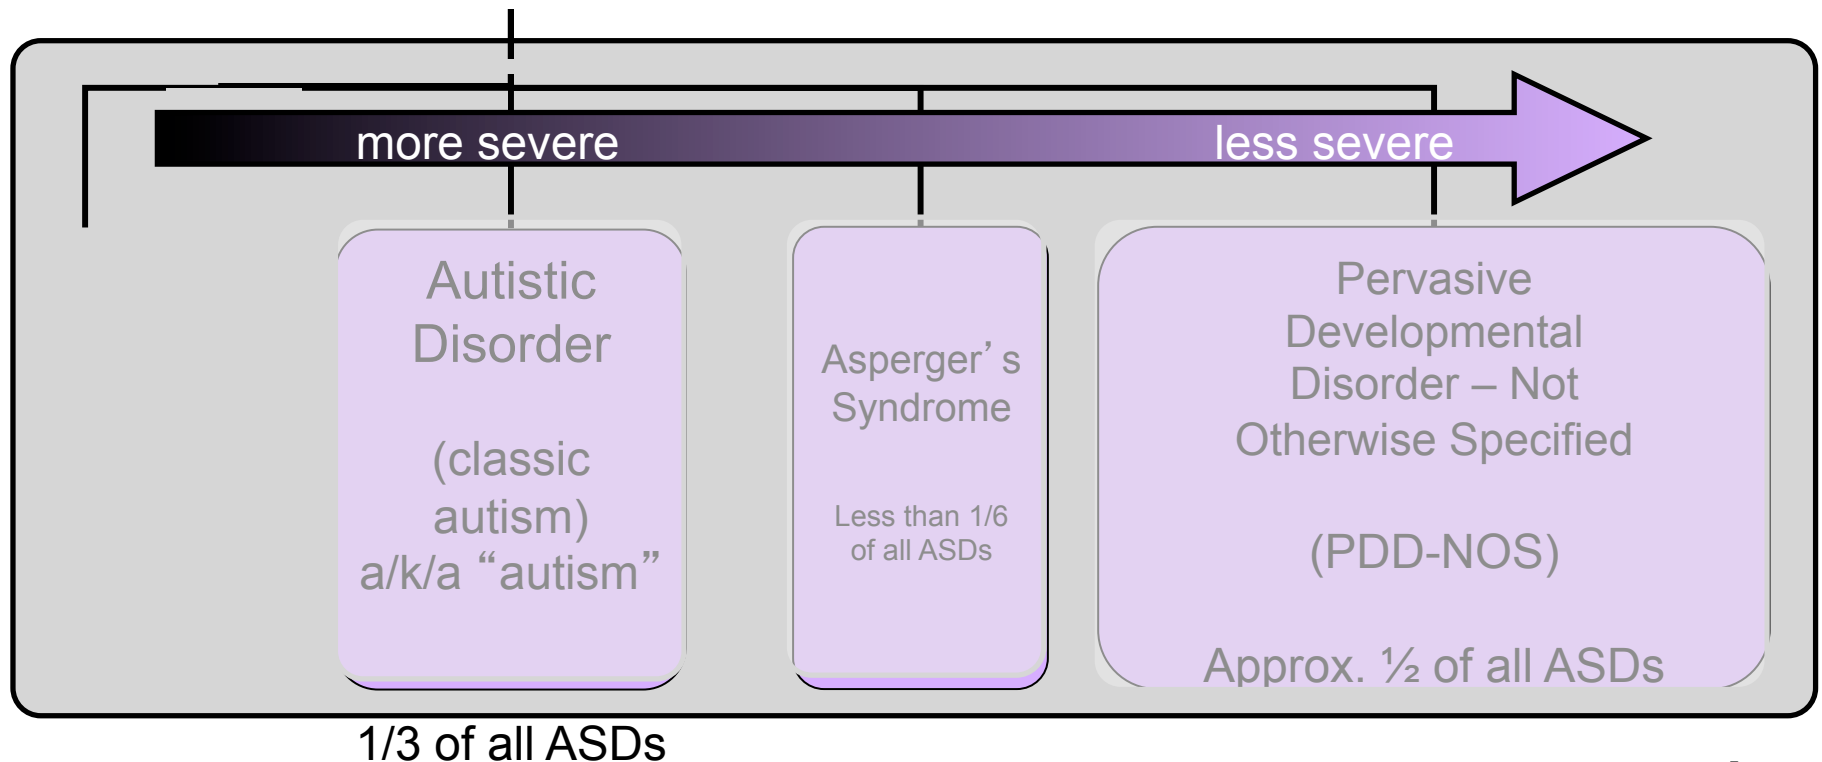 more severe
less severe
Autistic
Disorder
(classic
autism)
a/k/a “autism”
1/3 of all ASDs
Asperger’s
Syndrome
Less than 1/6
of all ASDs
Pervasive
Developmental
Disorder – Not
Otherwise Specified
(PDD-NOS)
Approx. ½ of all ASDs